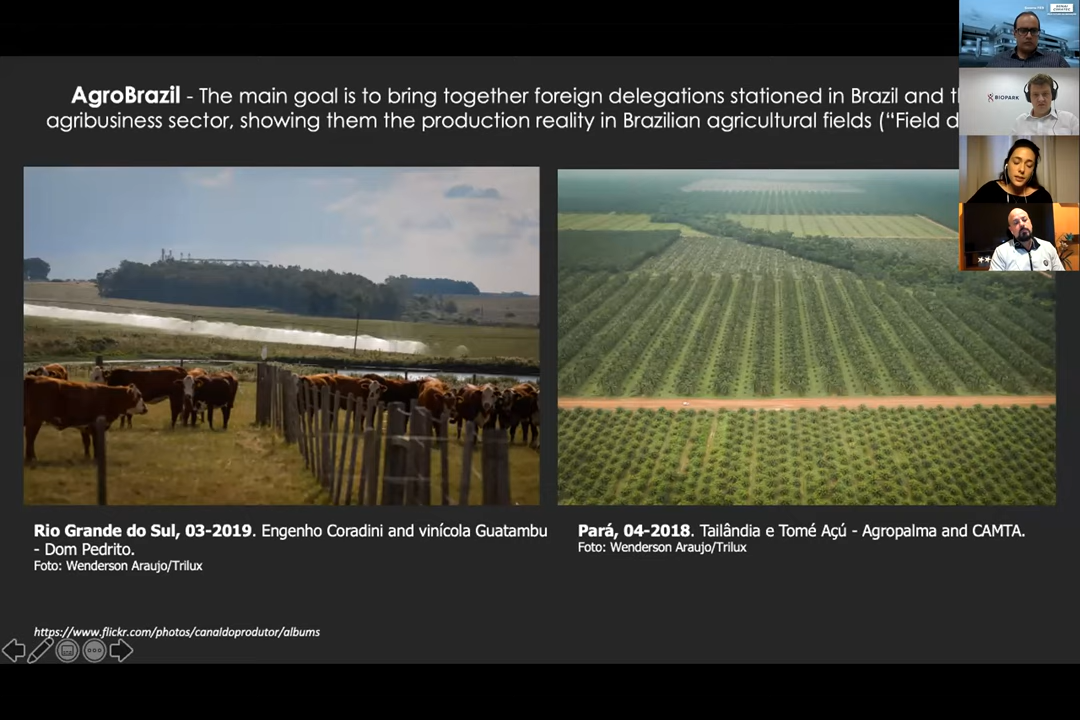 AgroBrazil - The main goal is to bring together foreign delegations stationed in Brazil and
agribusiness sector, showing them the production reality in Brazilian agricultural fields (“Field
BIOPARK
Rio Grande do Sul, 03-2019. Engenho Coradini and vinícola Guatambu
- Dom Pedrito.
Foto: Wenderson Araujo/Trilux
Pará, 04-2018. Tailândia e Tomé Açú - Agropalma and CAMTA.
Foto: Wenderson Araujo/Trilux
https://www.flickr.com/photos/canaldoprodutor/albums